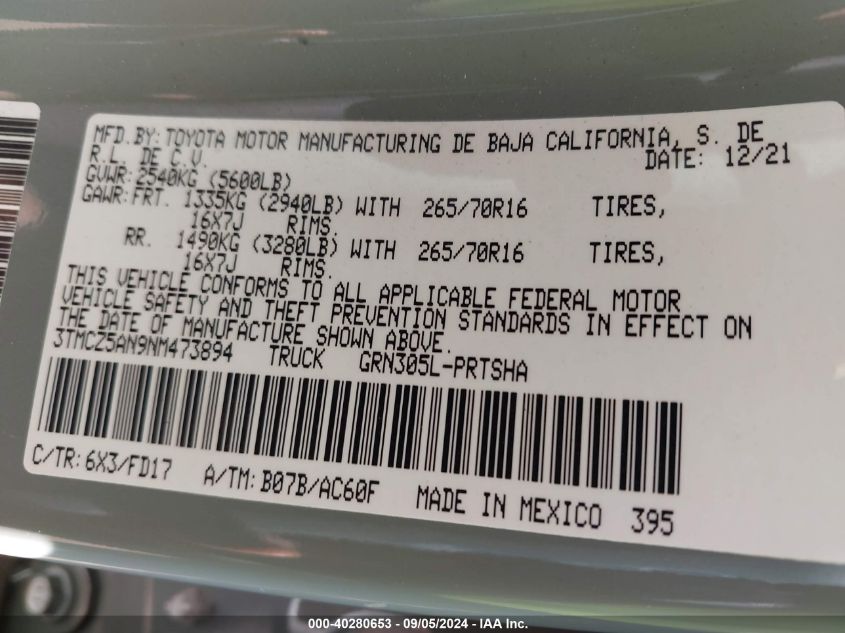 MFD. BY: TOYOTA MOTOR MANUFACTURING DE BAJA CALIFORNIA, S. DE
R.L. DE C.V. DATE: 12/21
GVWR: 2540KG (5600LB)
GAWR: FRT. 1335KG (2940LB) WITH 265/70R16 TIRES,
16X7J RIMS.
RR. 1490KG (3280LB) WITH 265/70R16 TIRES,
16X7J RIMS.
THIS VEHICLE CONFORMS TO ALL APPLICABLE FEDERAL MOTOR
VEHICLE SAFETY AND THEFT PREVENTION STANDARDS IN EFFECT ON
THE DATE OF MANUFACTURE SHOWN ABOVE.
3TMCZ5AN9NM473894 TRUCK GRN305L-PRTSHA
C/TR: 6X3/FD17 A/TM: B07B/AC60F MADE IN MEXICO 395
000-40280653 - 09/05/2024 - IAA Inc.